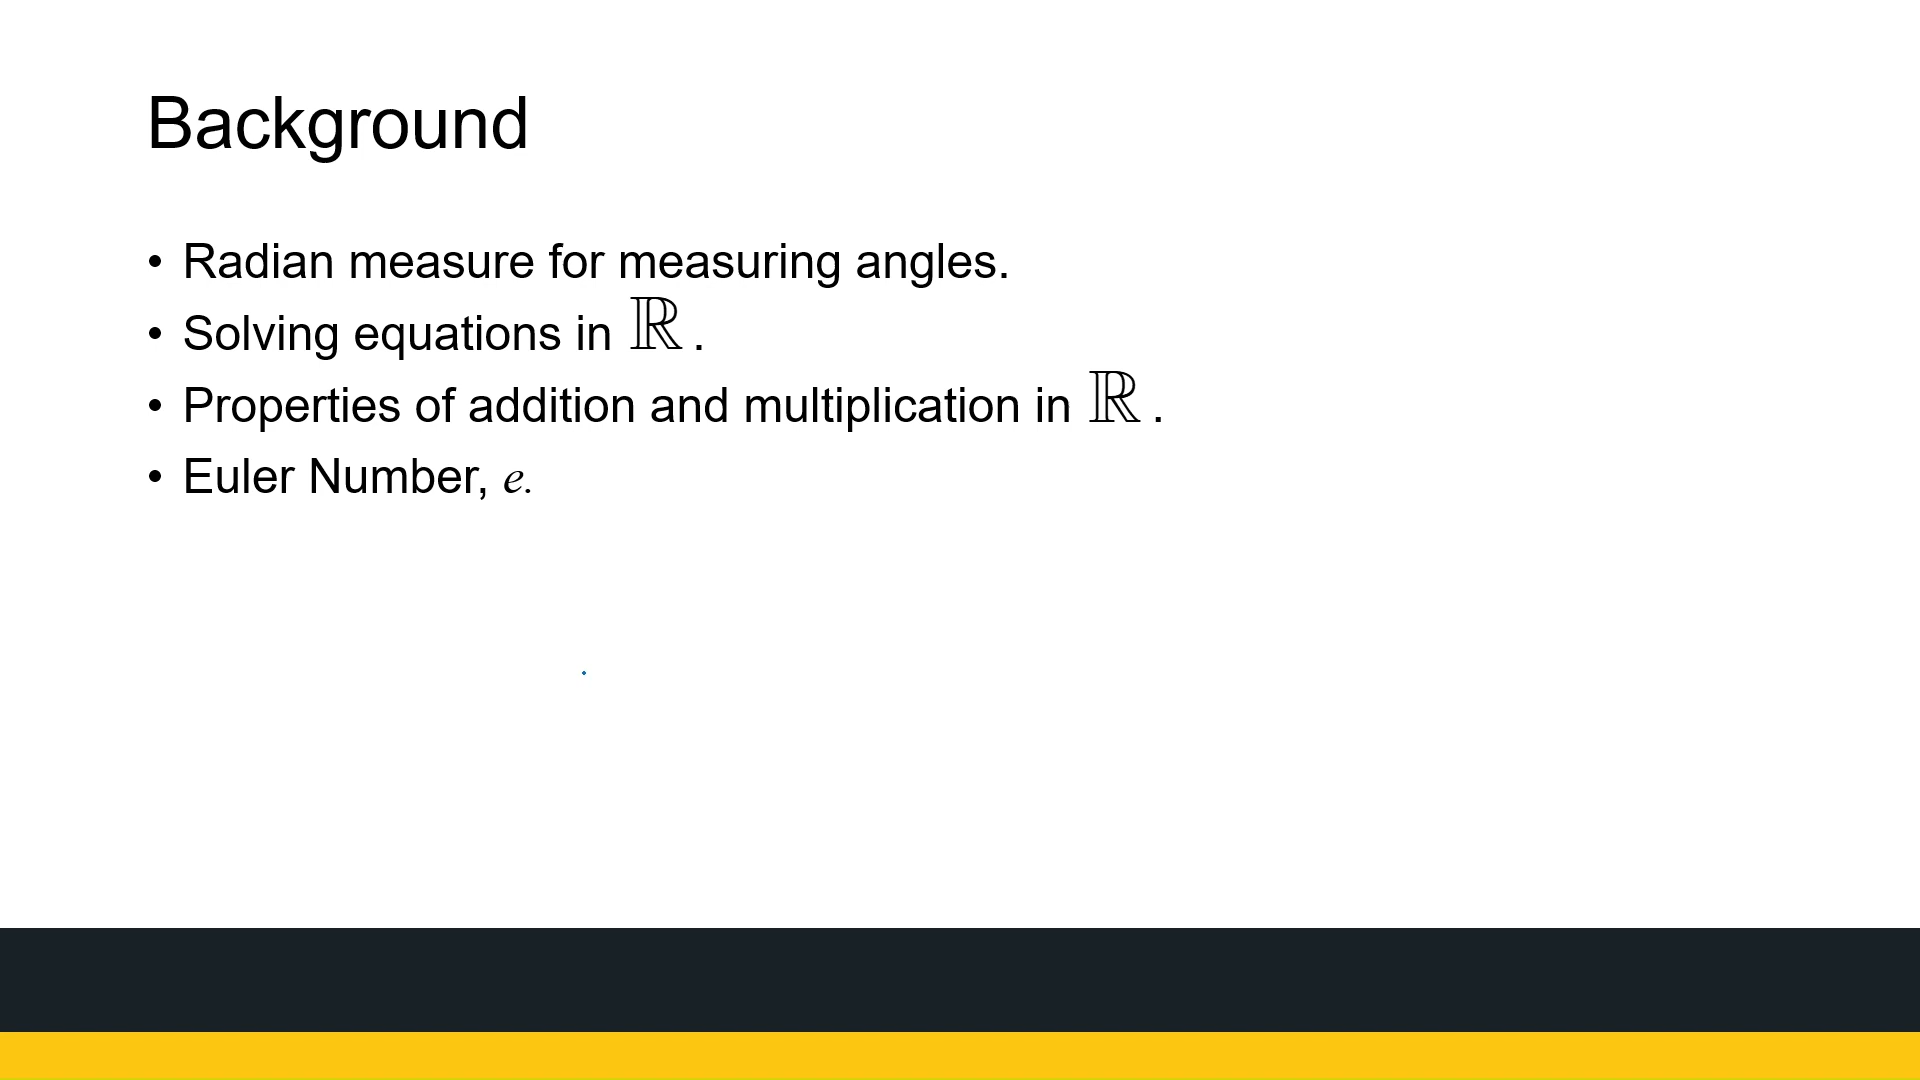 Background
• Radian measure for measuring angles.
• Solving equations in ℝ.
• Properties of addition and multiplication in ℝ.
• Euler Number, e.